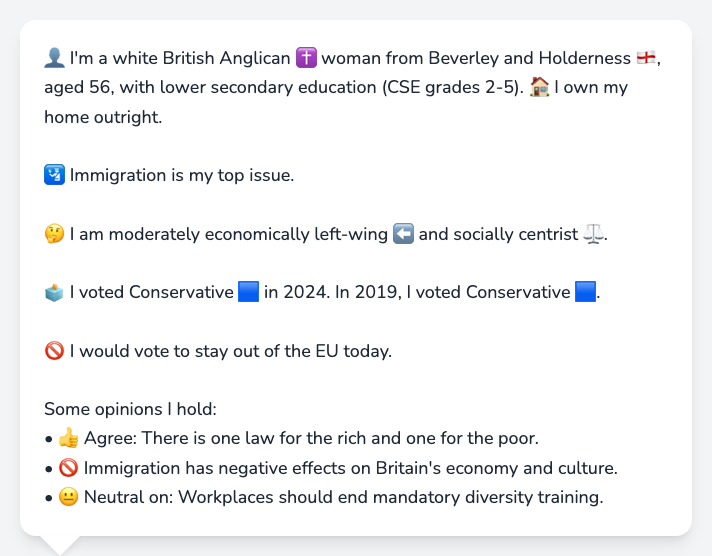 👤 I'm a white British Anglican ✝️ woman from Beverley and Holderness 🏴󠁧󠁢󠁥󠁮󠁧󠁿,
aged 56, with lower secondary education (CSE grades 2-5). 🏠 I own my
home outright.
🛂 Immigration is my top issue.
🤔 I am moderately economically left-wing ⬅️ and socially centrist ⚖️.
🗳️ I voted Conservative 🟦 in 2024. In 2019, I voted Conservative 🟦.
🚫 I would vote to stay out of the EU today.
Some opinions I hold:
• 👍 Agree: There is one law for the rich and one for the poor.
• 🚫 Immigration has negative effects on Britain's economy and culture.
• 😐 Neutral on: Workplaces should end mandatory diversity training.